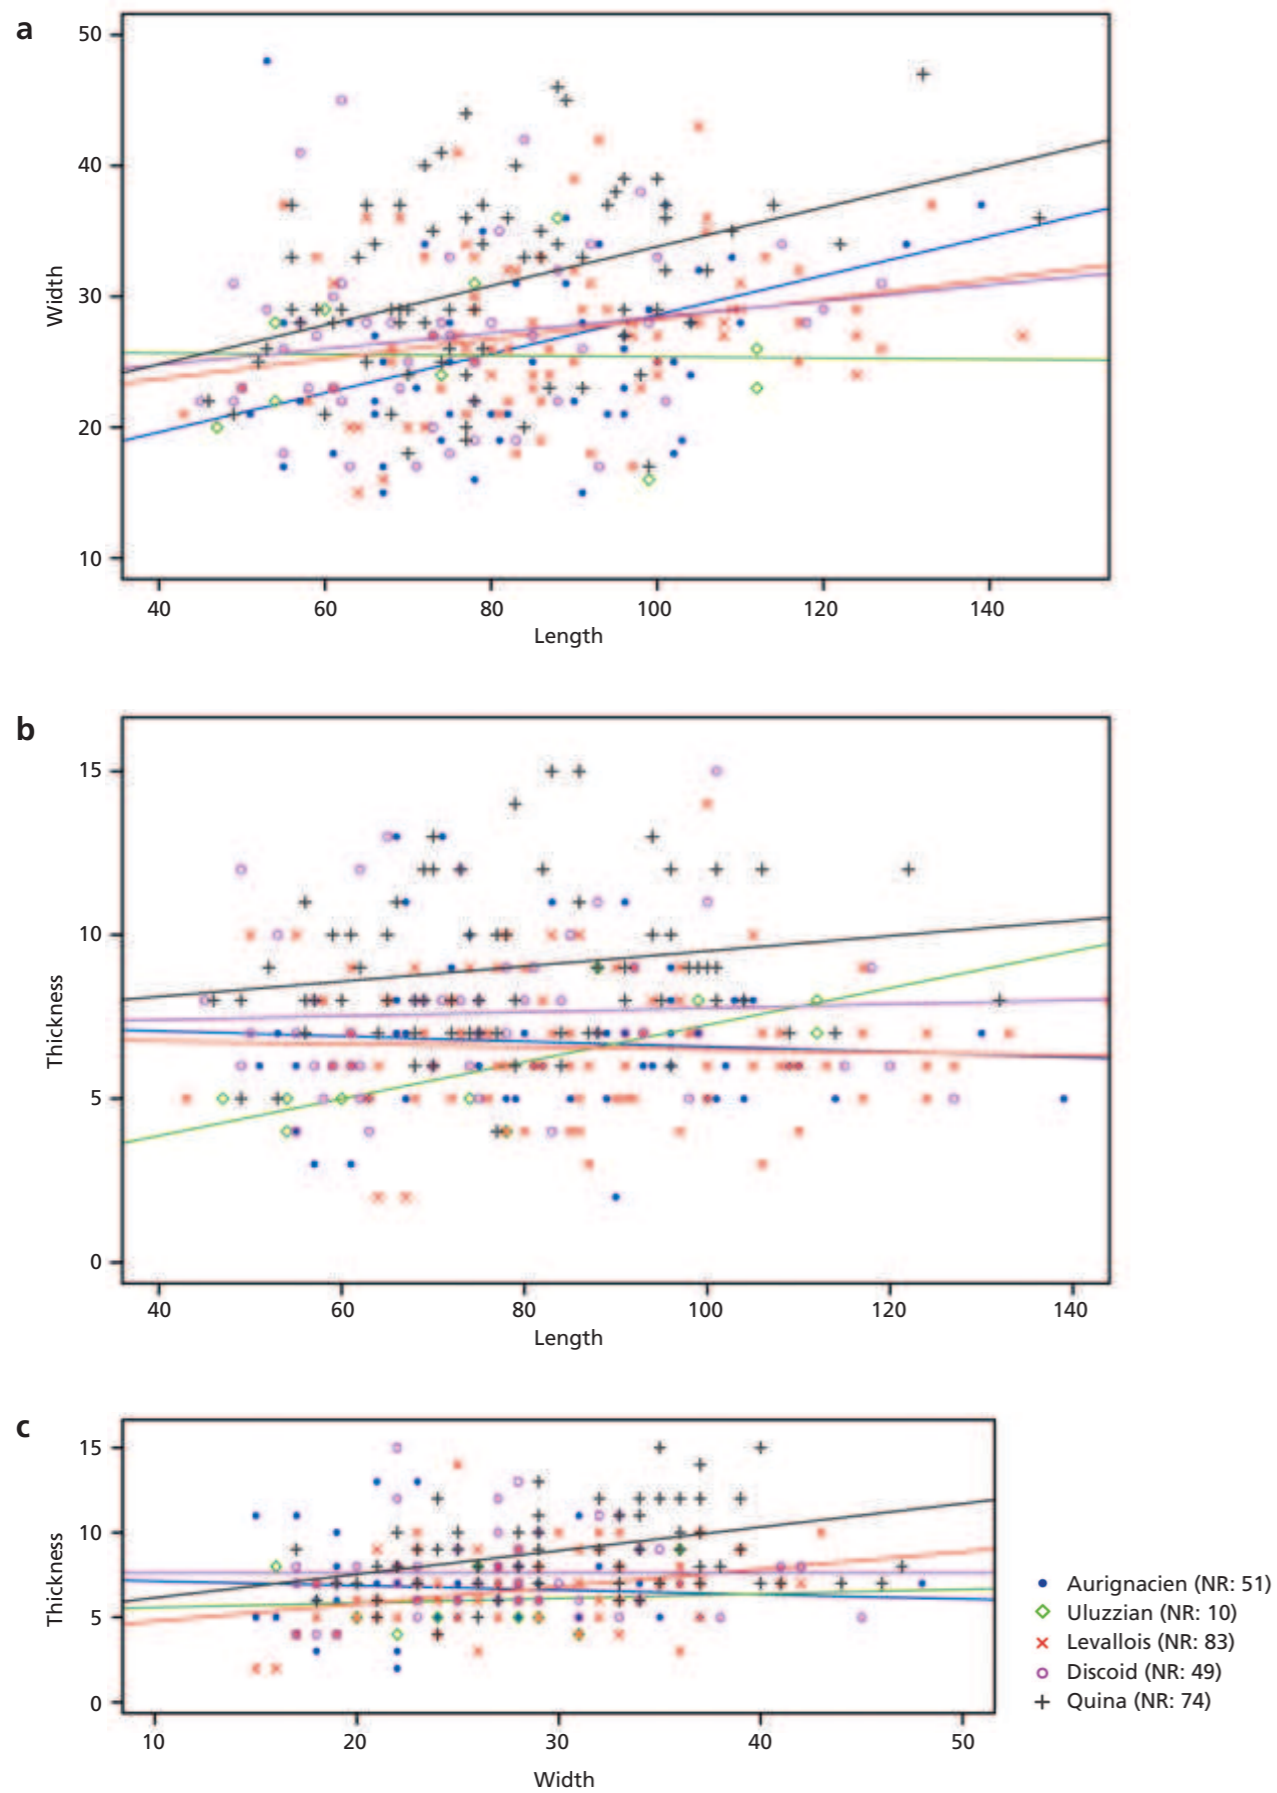 a
50
40
30
20
10
Width
40 60 80 100 120 140
Length
b
15
10
5
0
Thickness
40 60 80 100 120 140
Length
c
15
10
5
0
Thickness
10 20 30 40 50
Width
Aurignacien (NR: 51)
Uluzzian (NR: 10)
Levallois (NR: 83)
Discoid (NR: 49)
Quina (NR: 74)